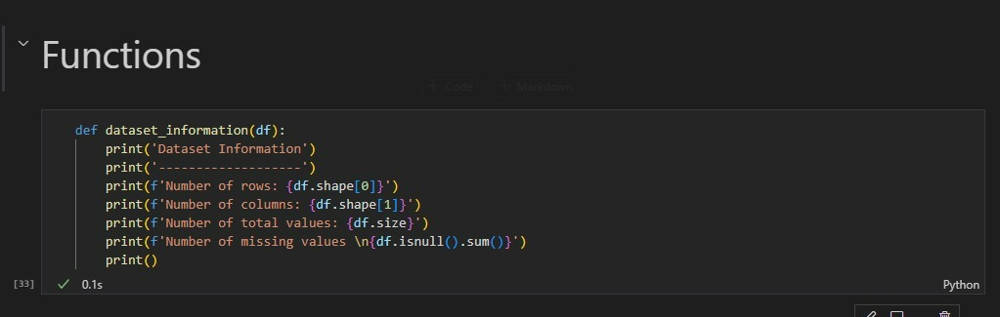 Functions
+ Code + Markdown
def dataset_information(df):
print('Dataset Information')
print('-------------------')
print(f'Number of rows: {df.shape[0]}')
print(f'Number of columns: {df.shape[1]}')
print(f'Number of total values: {df.size}')
print(f'Number of missing values \n{df.isnull().sum()}')
print()
[33] ✓ 0.1s Python